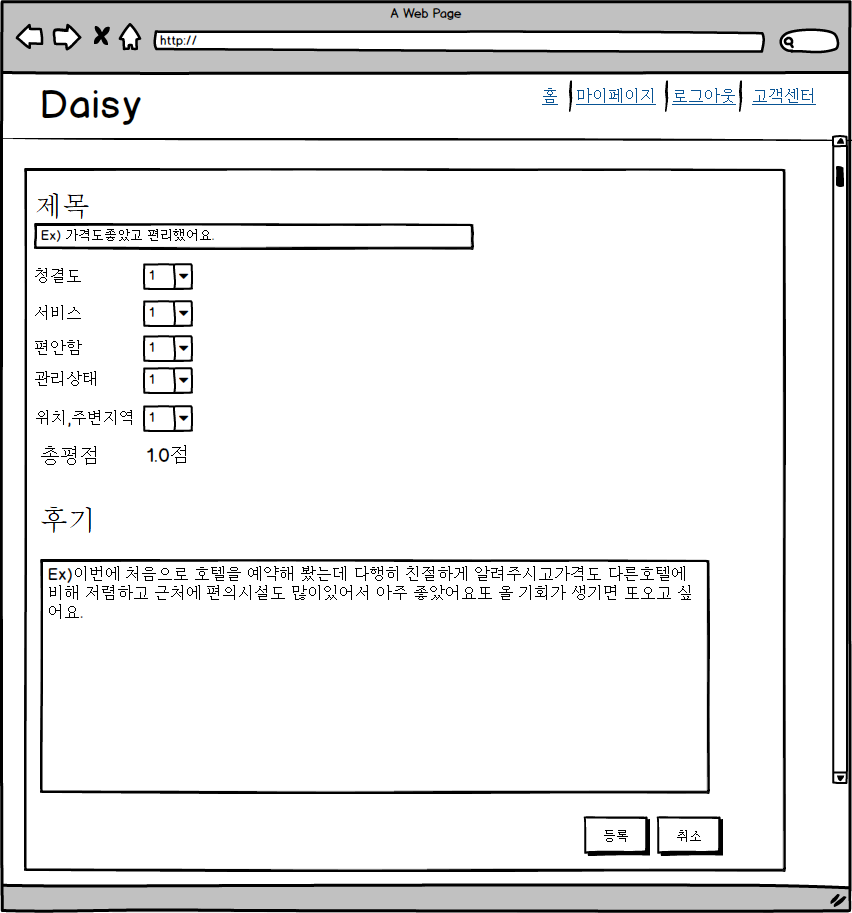 A Web Page
http://
Daisy
홈 마이페이지 로그아웃 고객센터
제목
Ex) 가격도좋았고 편리했어요.
청결도 1
서비스 1
편안함 1
관리상태 1
위치,주변지역 1
총평점 1.0점
후기
Ex)이번에 처음으로 호텔을 예약해 봤는데 다행히 친절하게 알려주시고가격도 다른호텔에
비해 저렴하고 근처에 편의시설도 많이있어서 아주 좋았어요또 올 기회가 생기면 또오고 싶
어요.
등록 취소